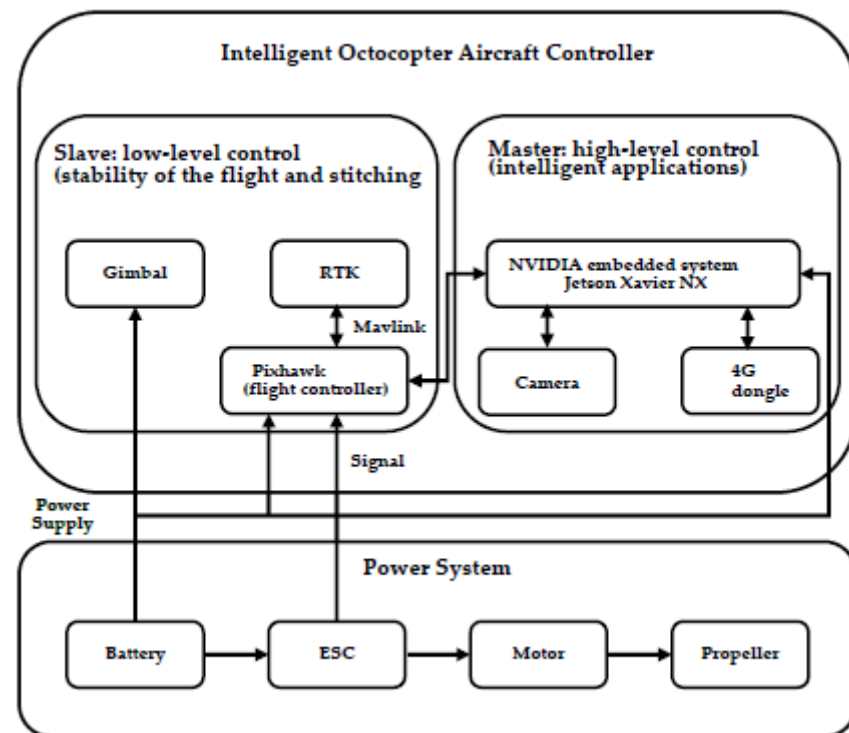 Intelligent Octocopter Aircraft Controller
Slave: low-level control
(stability of the flight and stitching
Master: high-level control
(intelligent applications)
Gimbal
RTK
NVIDIA embedded system
Jetson Xavier NX
Mavlink
Pixhawk
(flight controller)
Camera
4G
dongle
Signal
Power
Supply
Power System
Battery
ESC
Motor
Propeller